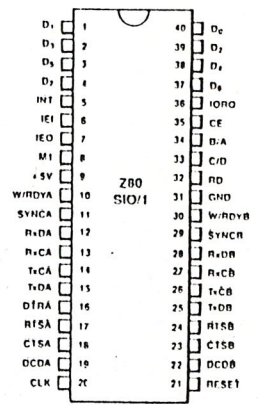 D₁ 1 40 D₀
D₃ 2 39 D₂
D₅ 3 38 D₄
D₇ 4 37 D₆
INT 5 36 IORQ
IEI 6 35 CE
IEO 7 34 B/A
M1 8 33 C/D
+5V 9 32 RD
Z80
SIO/1
W/RDYA 10 31 GND
SYNCA 11 30 W/RDYB
RxDA 12 29 SYNCB
RxCA 13 28 RxDB
TxCA 14 27 RxCB
TxDA 15 26 TxCB
DTRA 16 25 TxDB
RTSA 17 24 RTSB
CTSA 18 23 CTSB
DCDA 19 22 DCDB
CLK 20 21 RESET